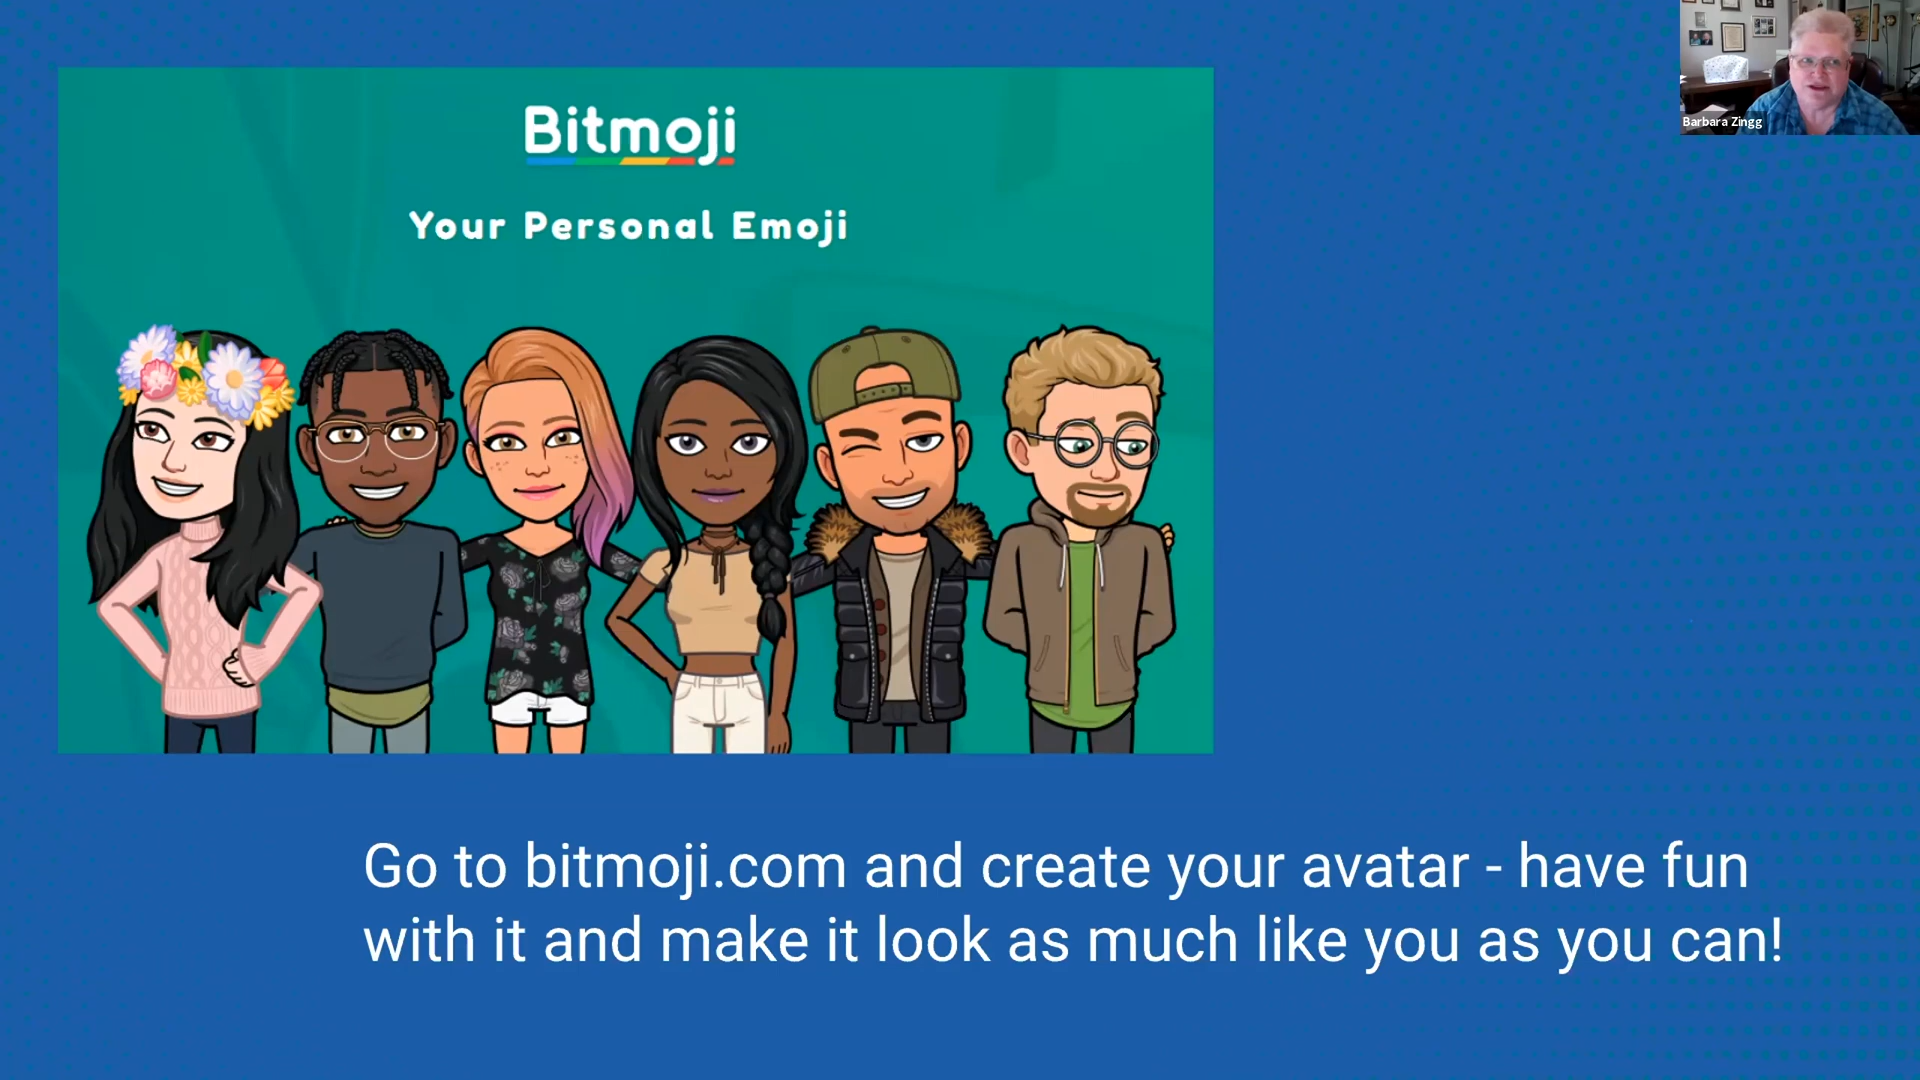 Bitmoji
Your Personal Emoji
Barbara Zingg
Go to bitmoji.com and create your avatar - have fun
with it and make it look as much like you as you can!